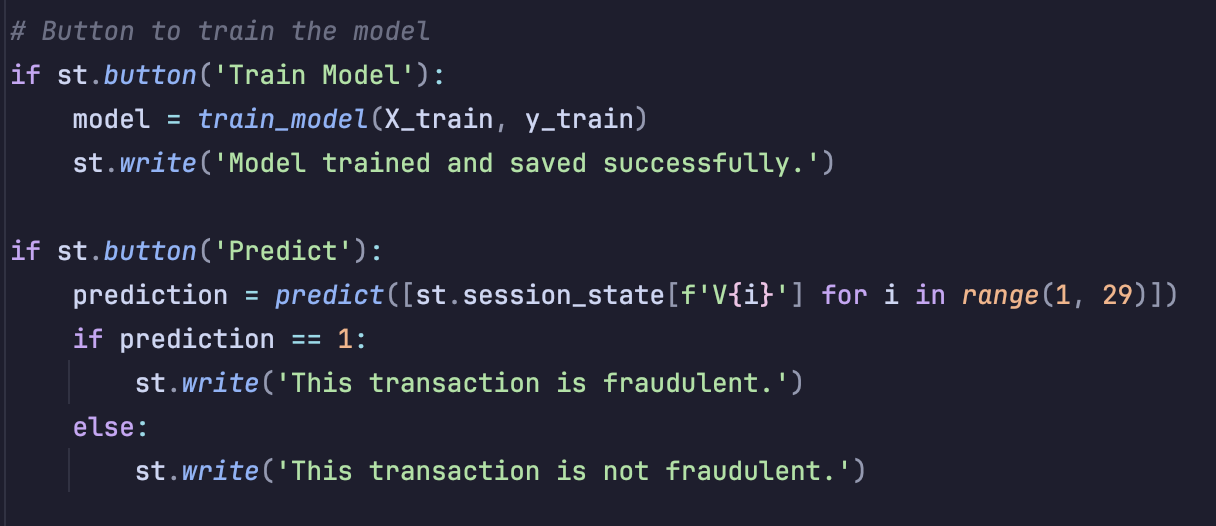 # Button to train the model
if st.button('Train Model'):
    model = train_model(X_train, y_train)
    st.write('Model trained and saved successfully.')

if st.button('Predict'):
    prediction = predict([st.session_state[f'V{i}'] for i in range(1, 29)])
    if prediction == 1:
        st.write('This transaction is fraudulent.')
    else:
        st.write('This transaction is not fraudulent.')